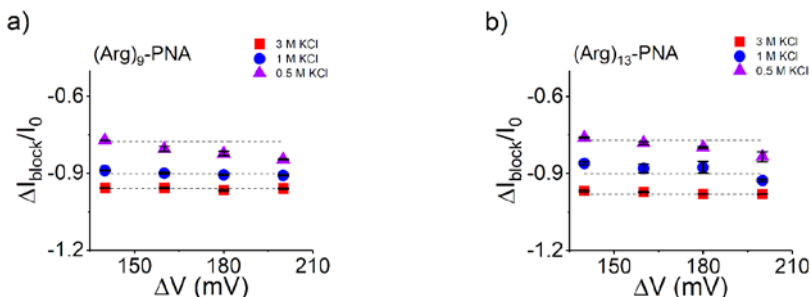 a)
(Arg)₉-PNA
3 M KCl
1 M KCl
0.5 M KCl
-0.6
-0.9
-1.2
ΔI_block/I₀
150 180 210
ΔV (mV)
b)
(Arg)₁₃-PNA
3 M KCl
1 M KCl
0.5 M KCl
-0.6
-0.9
-1.2
ΔI_block/I₀
150 180 210
ΔV (mV)